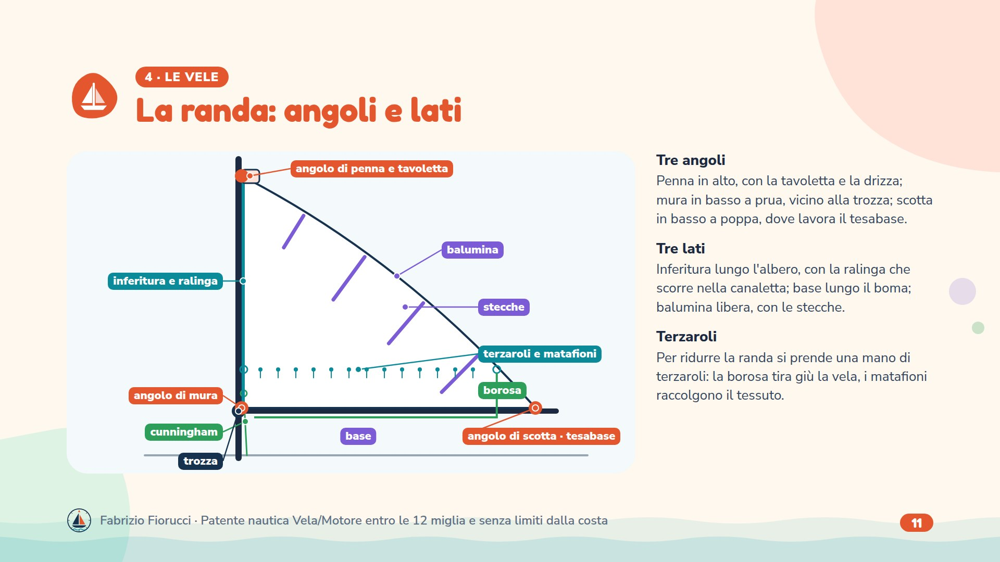 4 · LE VELE
La randa: angoli e lati
angolo di penna e tavoletta
balumina
inferitura e ralinga
stecche
terzaroli e matafioni
borosa
angolo di mura
cunningham
base
angolo di scotta · tesabase
trozza
Tre angoli
Penna in alto, con la tavoletta e la drizza;
mura in basso a prua, vicino alla trozza; scotta
in basso a poppa, dove lavora il tesabase.
Tre lati
Inferitura lungo l'albero, con la ralinga che
scorre nella canaletta; base lungo il boma;
balumina libera, con le stecche.
Terzaroli
Per ridurre la randa si prende una mano di
terzaroli: la borosa tira giù la vela, i matafioni
raccolgono il tessuto.
Fabrizio Fiorucci · Patente nautica Vela/Motore entro le 12 miglia e senza limiti dalla costa
11